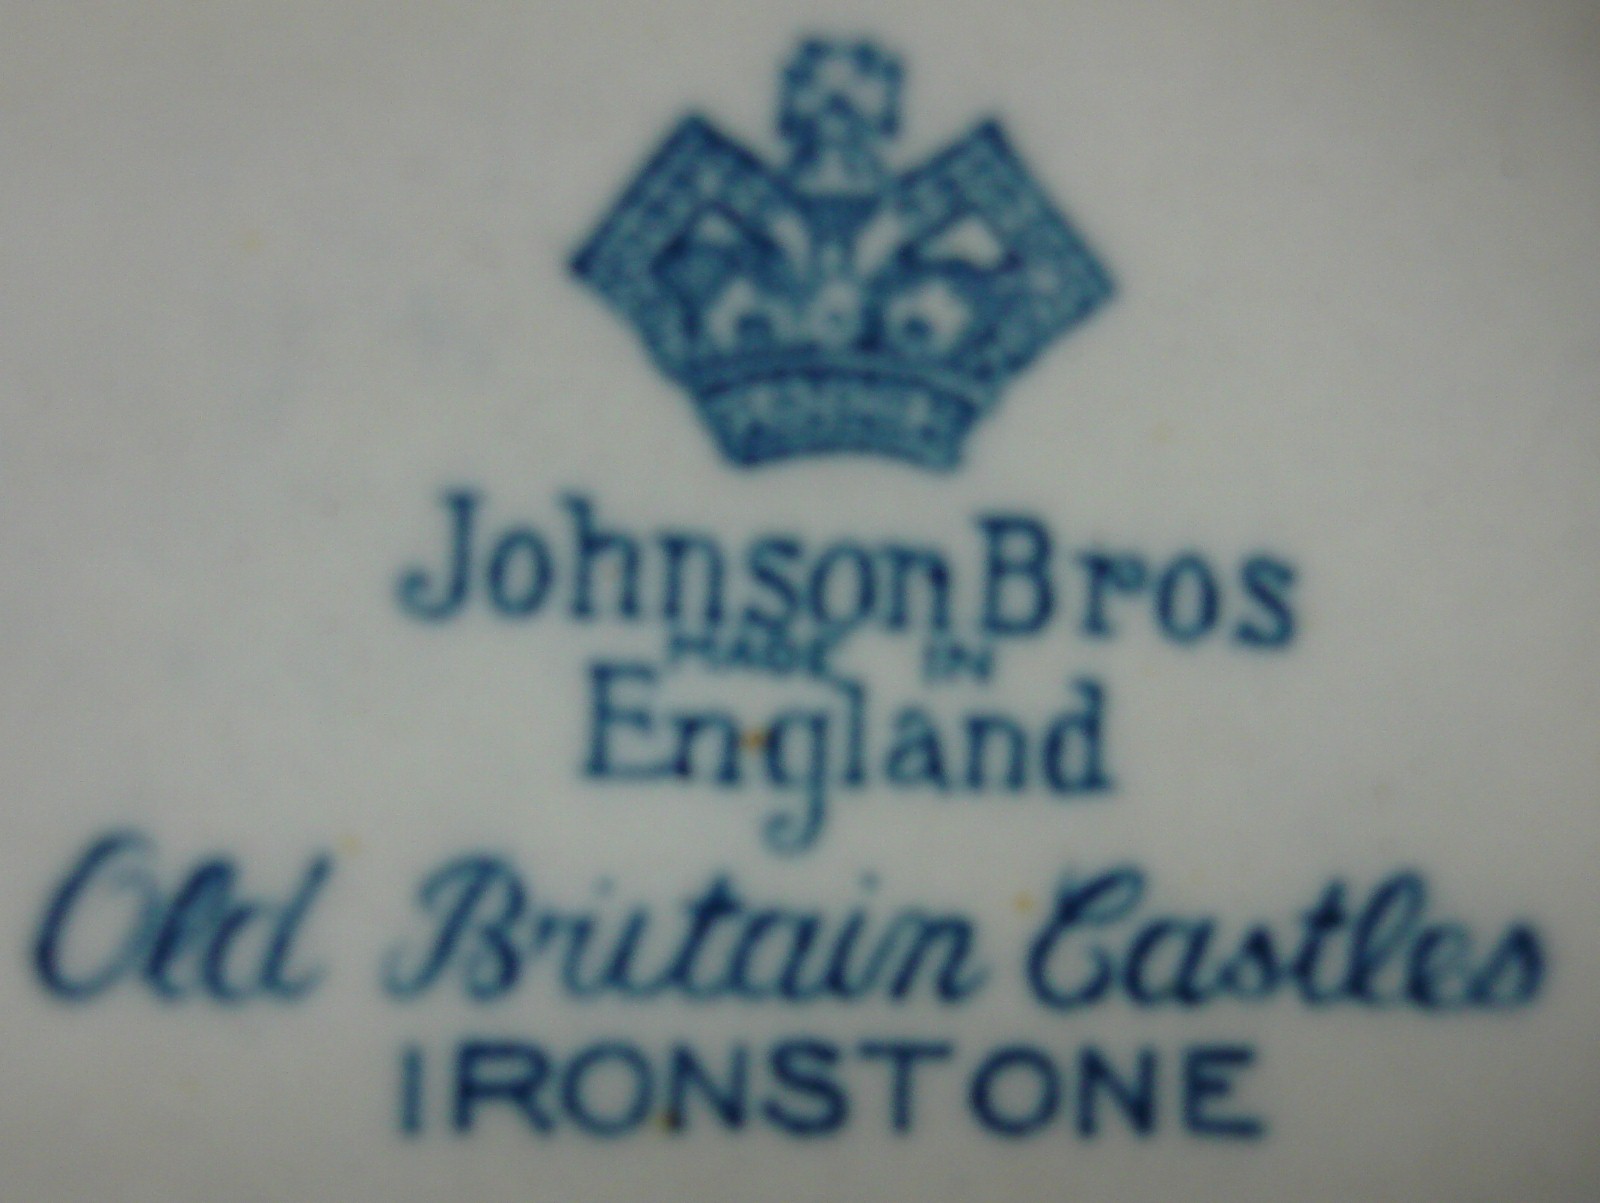 Johnson Bros
MADE IN
England
Old Britain Castles
IRONSTONE